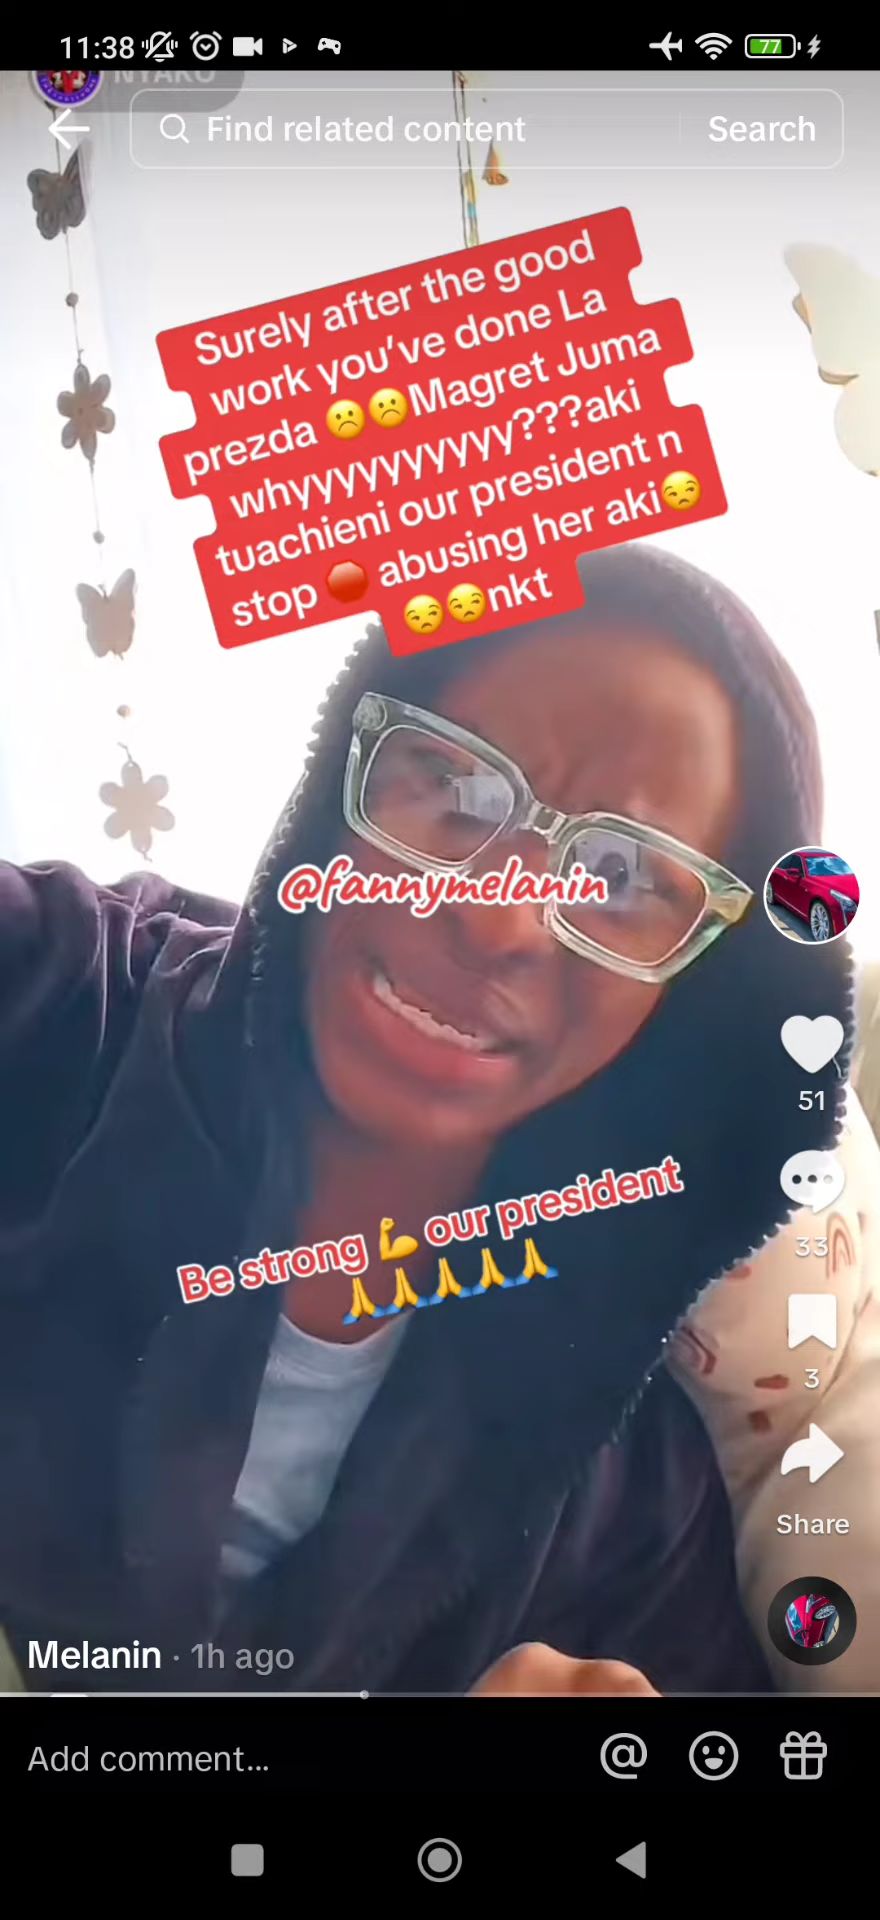 11:38
77
NYAKO
Find related content
Search
Surely after the good
work you've done La
prezda ☹️☹️Magret Juma
whyyyyyyyyyy???aki
tuachieni our president n
stop 🛑 abusing her aki😒
😒😒nkt
@fannymelanin
51
Be strong 💪 our president
🙏🙏🙏🙏🙏
33
3
Share
Melanin · 1h ago
Add comment...